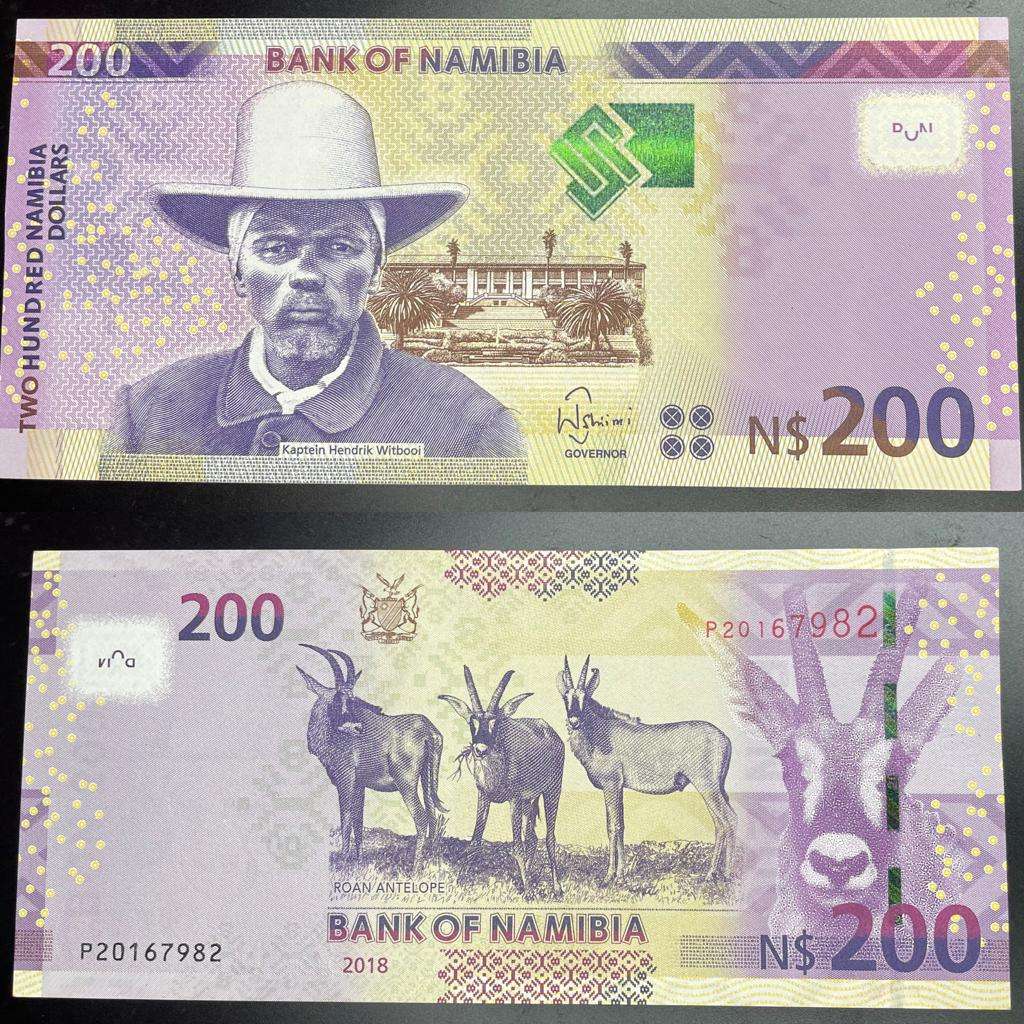 200
BANK OF NAMIBIA
TWO HUNDRED NAMIBIA
DOLLARS
Kaptein Hendrik Witbooi
GOVERNOR
N$ 200
200
P20167982
ROAN ANTELOPE
BANK OF NAMIBIA
P20167982
2018
N$ 200